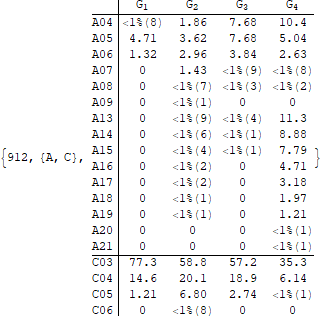 G1 G2 G3 G4
A04 <1%(8) 1.86 7.68 10.4
A05 4.71 3.62 7.68 5.04
A06 1.32 2.96 3.84 2.63
A07 0 1.43 <1%(9) <1%(8)
A08 0 <1%(7) <1%(3) <1%(2)
A09 0 <1%(1) 0 0
A13 0 <1%(9) <1%(4) 11.3
A14 0 <1%(6) <1%(1) 8.88
A15 0 <1%(4) <1%(1) 7.79
{912, {A, C}, A16 0 <1%(2) 0 4.71 }
A17 0 <1%(2) 0 3.18
A18 0 <1%(1) 0 1.97
A19 0 <1%(1) 0 1.21
A20 0 0 0 <1%(1)
A21 0 0 0 <1%(1)
C03 77.3 58.8 57.2 35.3
C04 14.6 20.1 18.9 6.14
C05 1.21 6.80 2.74 <1%(1)
C06 0 <1%(8) 0 0